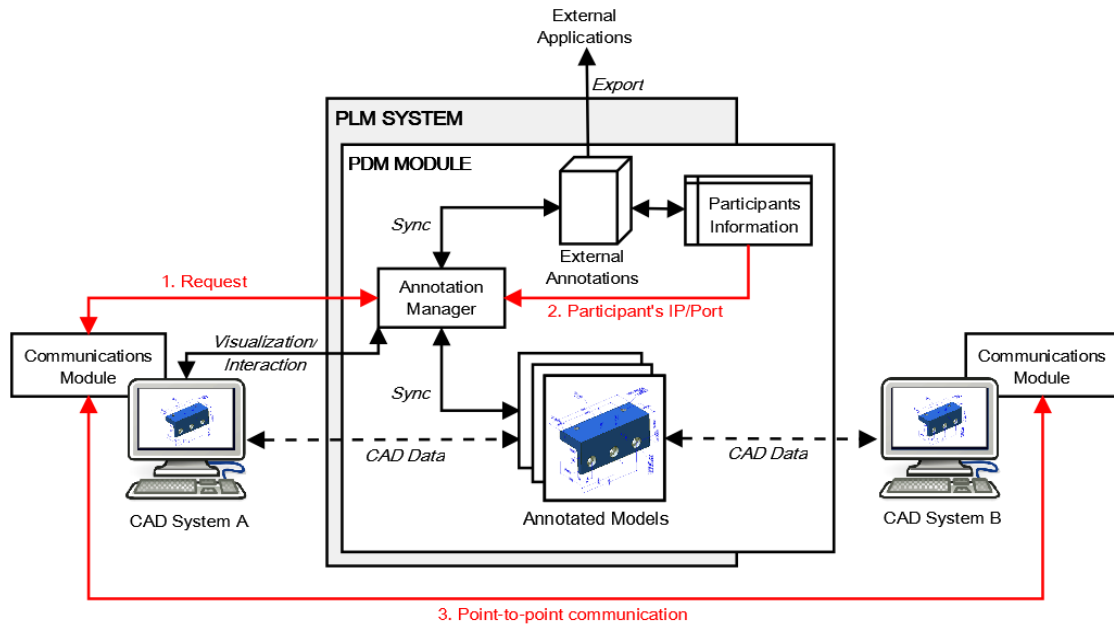 External
Applications
Export
PLM SYSTEM
PDM MODULE
Sync
External
Annotations
Participants
Information
1. Request
Annotation
Manager
2. Participant's IP/Port
Communications
Module
Visualization/
Interaction
Sync
Communications
Module
CAD Data
CAD Data
CAD System A
Annotated Models
CAD System B
3. Point-to-point communication